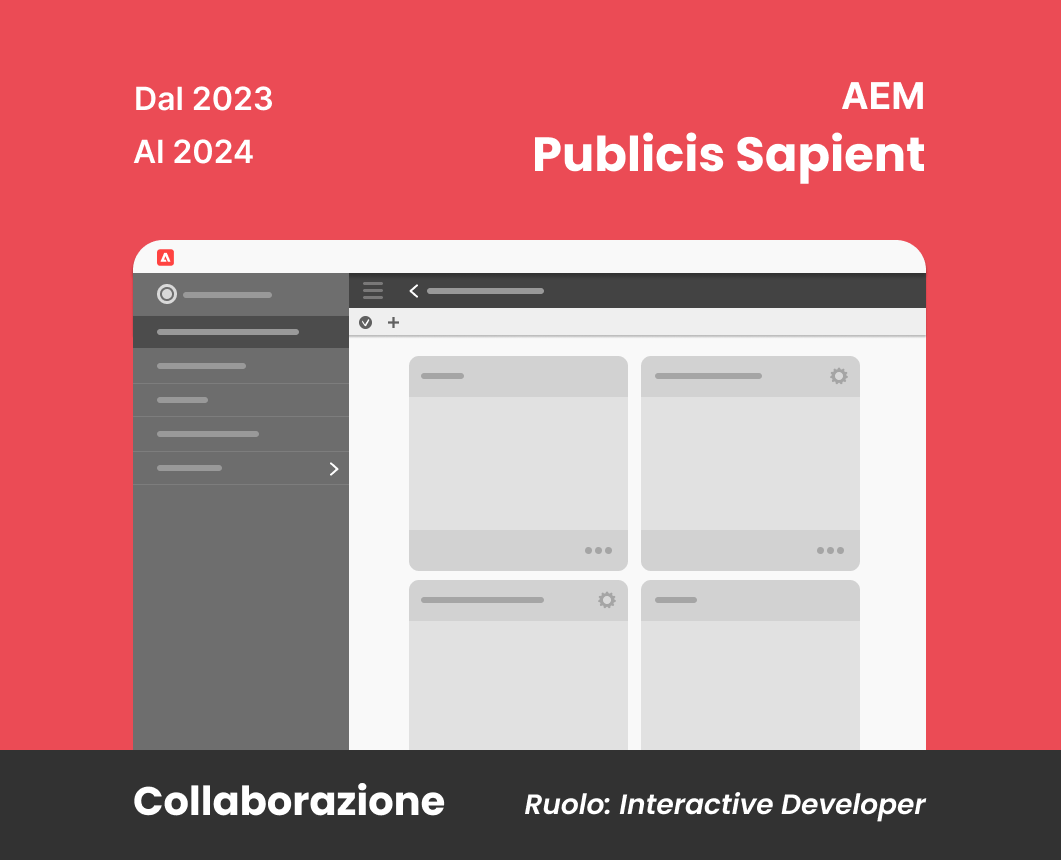 Dal 2023
Al 2024
AEM
Publicis Sapient
Collaborazione
Ruolo: Interactive Developer